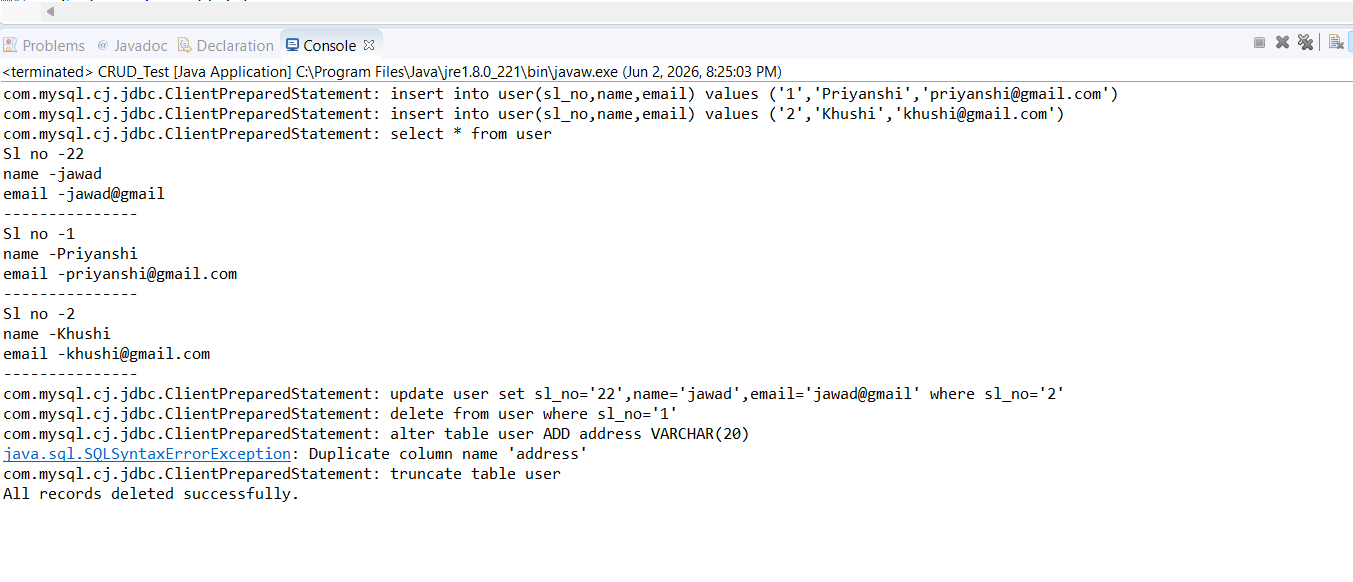 Problems @ Javadoc Declaration Console
<terminated> CRUD_Test [Java Application] C:\Program Files\Java\jre1.8.0_221\bin\javaw.exe (Jun 2, 2026, 8:25:03 PM)
com.mysql.cj.jdbc.ClientPreparedStatement: insert into user(sl_no,name,email) values ('1','Priyanshi','priyanshi@gmail.com')
com.mysql.cj.jdbc.ClientPreparedStatement: insert into user(sl_no,name,email) values ('2','Khushi','khushi@gmail.com')
com.mysql.cj.jdbc.ClientPreparedStatement: select * from user
Sl no -22
name -jawad
email -jawad@gmail
---------------
Sl no -1
name -Priyanshi
email -priyanshi@gmail.com
---------------
Sl no -2
name -Khushi
email -khushi@gmail.com
---------------
com.mysql.cj.jdbc.ClientPreparedStatement: update user set sl_no='22',name='jawad',email='jawad@gmail' where sl_no='2'
com.mysql.cj.jdbc.ClientPreparedStatement: delete from user where sl_no='1'
com.mysql.cj.jdbc.ClientPreparedStatement: alter table user ADD address VARCHAR(20)
java.sql.SQLSyntaxErrorException: Duplicate column name 'address'
com.mysql.cj.jdbc.ClientPreparedStatement: truncate table user
All records deleted successfully.